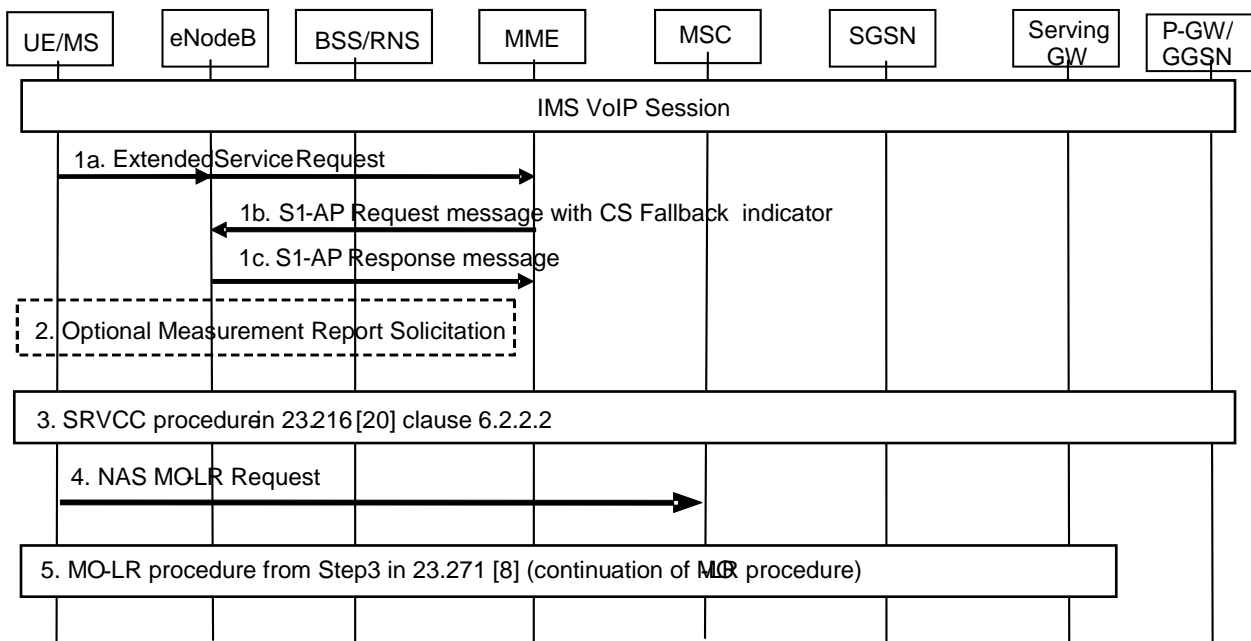 UE/MS
eNodeB
BSS/RNS
MME
MSC
SGSN
Serving
GW
P-GW/
GGSN
IMS VoIP Session
1a. ExtendedServiceRequest
1b. S1-AP Request message with CS Fallback indicator
1c. S1-AP Response message
2. Optional Measurement Report Solicitation
3. SRVCC procedure in 23.216 [20] clause 6.2.2.2
4. NAS MO-LR Request
5. MO-LR procedure from Step3 in 23.271 [8] (continuation of MO-LR procedure)